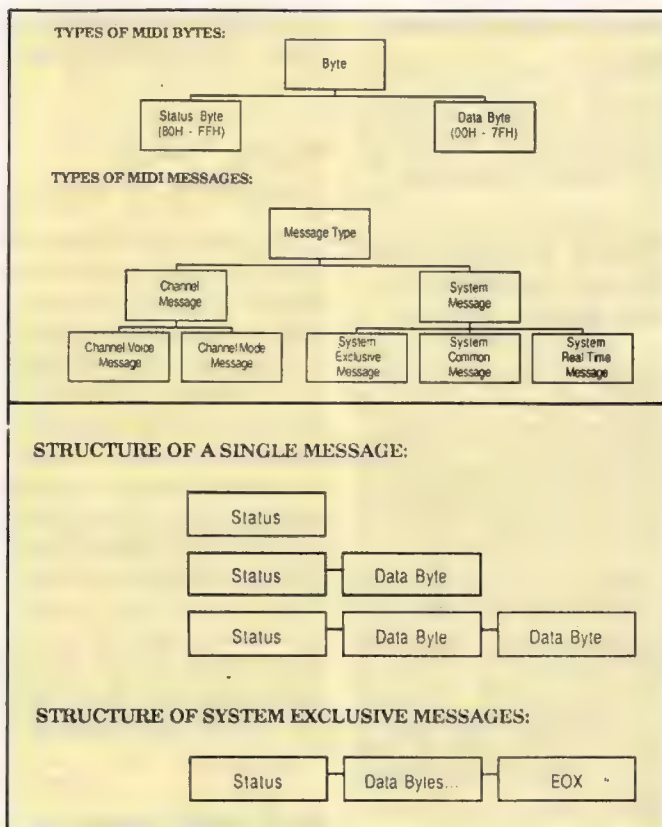 TYPES OF MIDI BYTES:
Byte
Status Byte
(80H - FFH)
Data Byte
(00H - 7FH)
TYPES OF MIDI MESSAGES:
Message Type
Channel
Message
System
Message
Channel Voice
Message
Channel Mode
Message
System
Exclusive
Message
System
Common
Message
System
Real Time
Message
STRUCTURE OF A SINGLE MESSAGE:
Status
Status
Data Byte
Status
Data Byte
Data Byte
STRUCTURE OF SYSTEM EXCLUSIVE MESSAGES:
Status
Data Bytes...
EOX